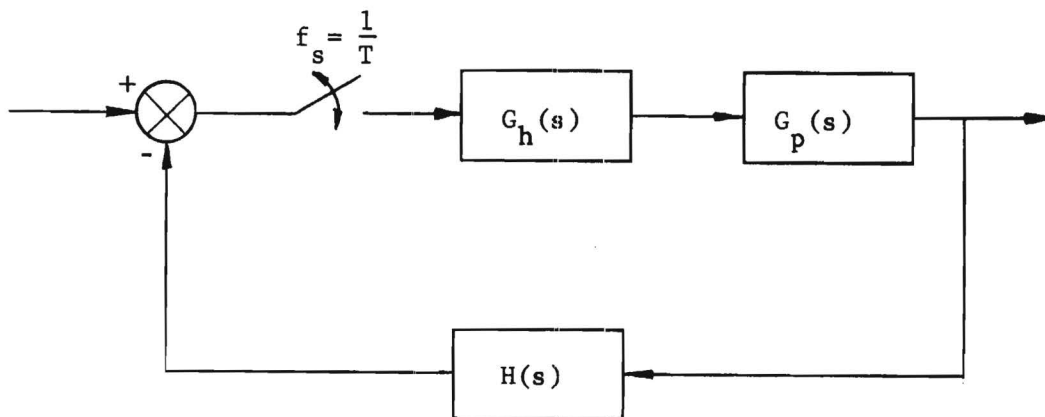 f_s = 1/T
+
G_h(s)
G_p(s)
-
H(s)